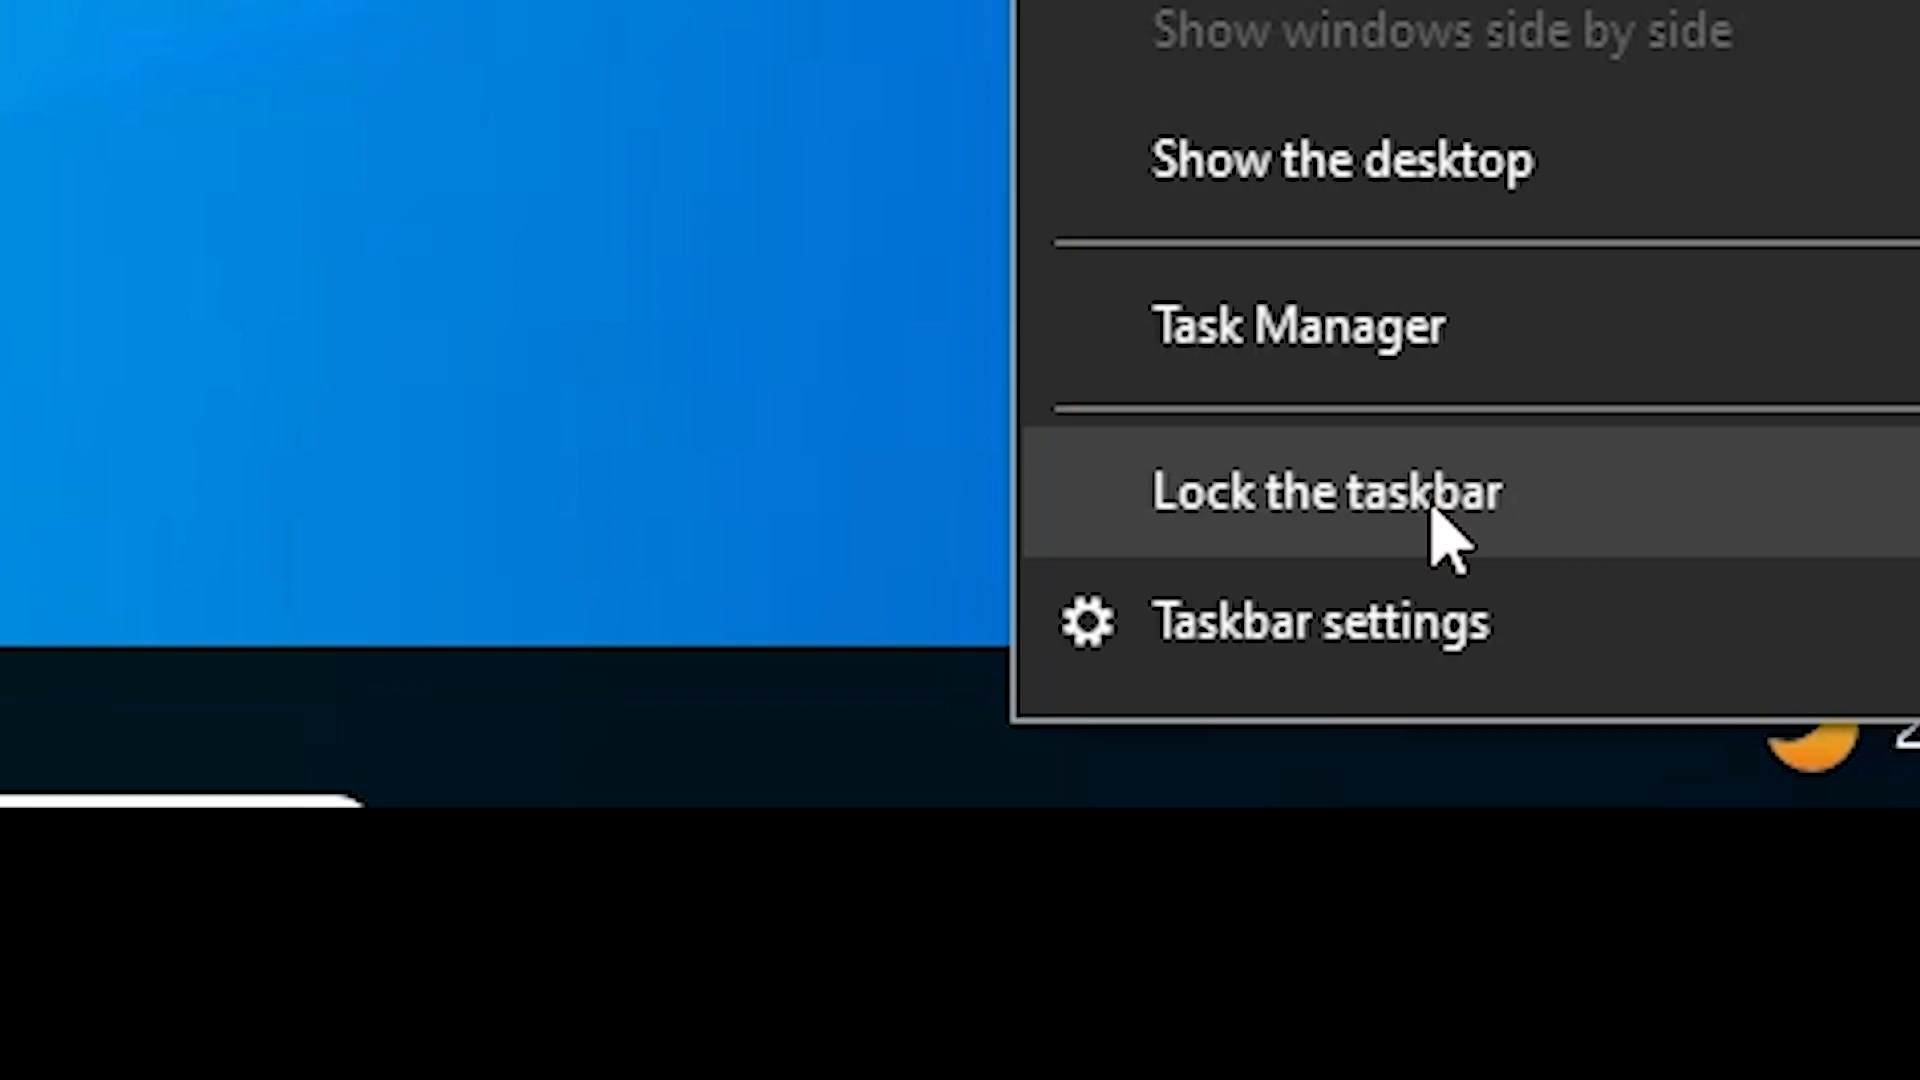 Show windows side by side
Show the desktop
Task Manager
Lock the taskbar
Taskbar settings